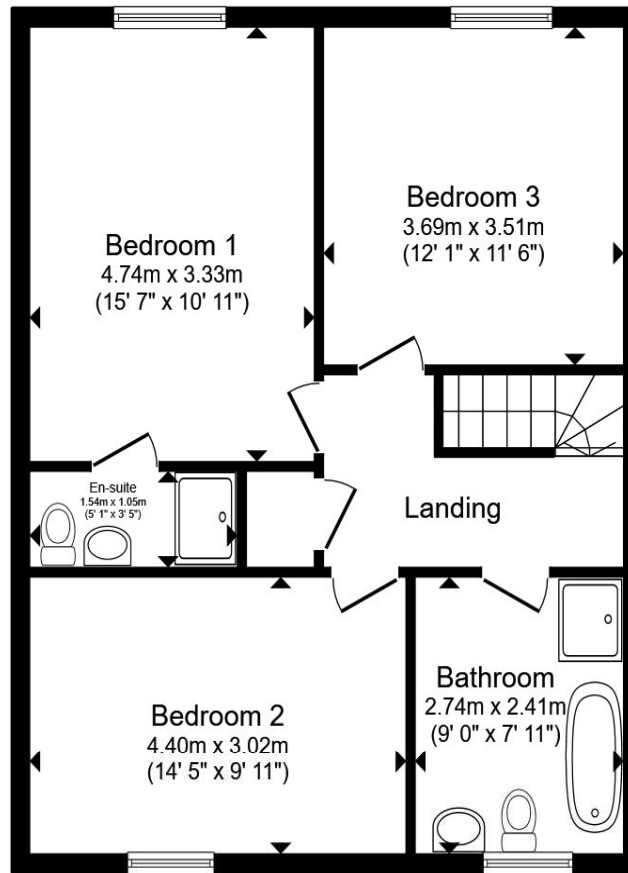 Bedroom 1
4.74m x 3.33m
(15' 7" x 10' 11")
Bedroom 3
3.69m x 3.51m
(12' 1" x 11' 6")
En-suite
1.54m x 1.05m
(5' 1" x 3' 5")
Landing
Bedroom 2
4.40m x 3.02m
(14' 5" x 9' 11")
Bathroom
2.74m x 2.41m
(9' 0" x 7' 11")